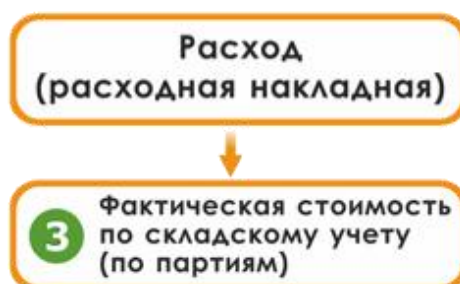 Расход
(расходная накладная)
3
Фактическая стоимость
по складскому учету
(по партиям)